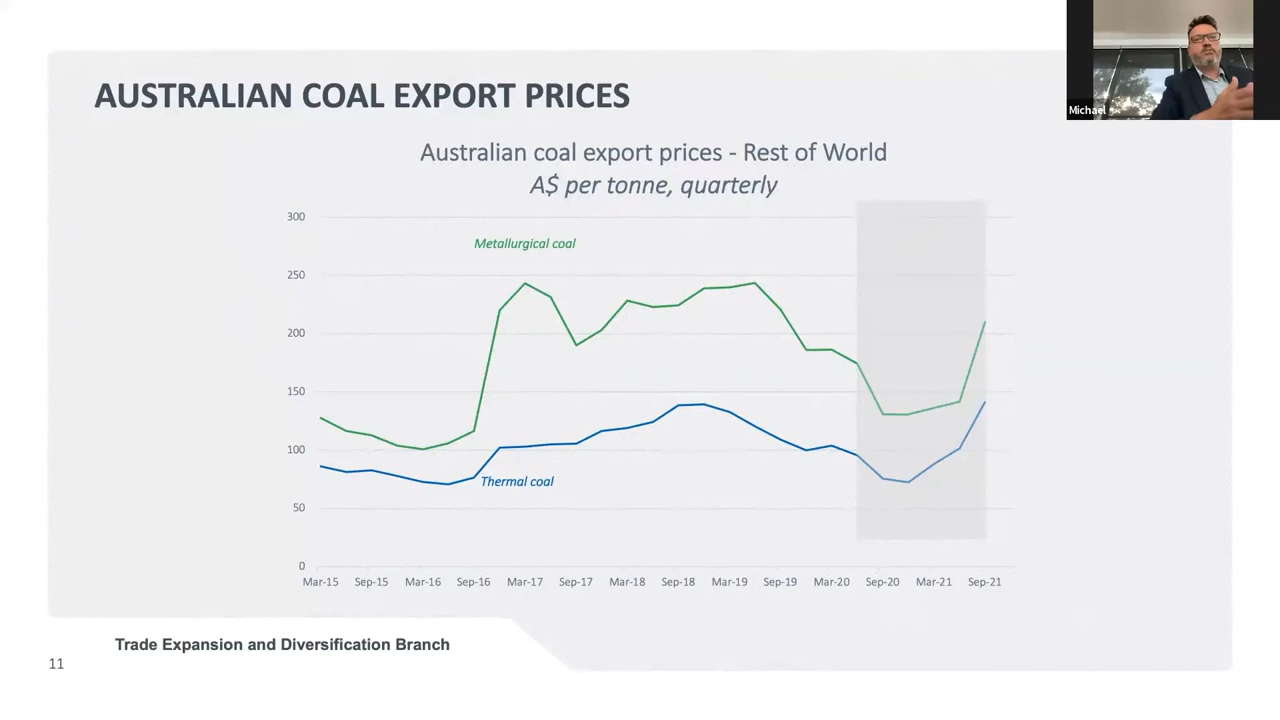 AUSTRALIAN COAL EXPORT PRICES
Michael
Australian coal export prices - Rest of World
A$ per tonne, quarterly
300
250
200
150
100
50
0
Metallurgical coal
Thermal coal
Mar-15 Sep-15 Mar-16 Sep-16 Mar-17 Sep-17 Mar-18 Sep-18 Mar-19 Sep-19 Mar-20 Sep-20 Mar-21 Sep-21
Trade Expansion and Diversification Branch
11